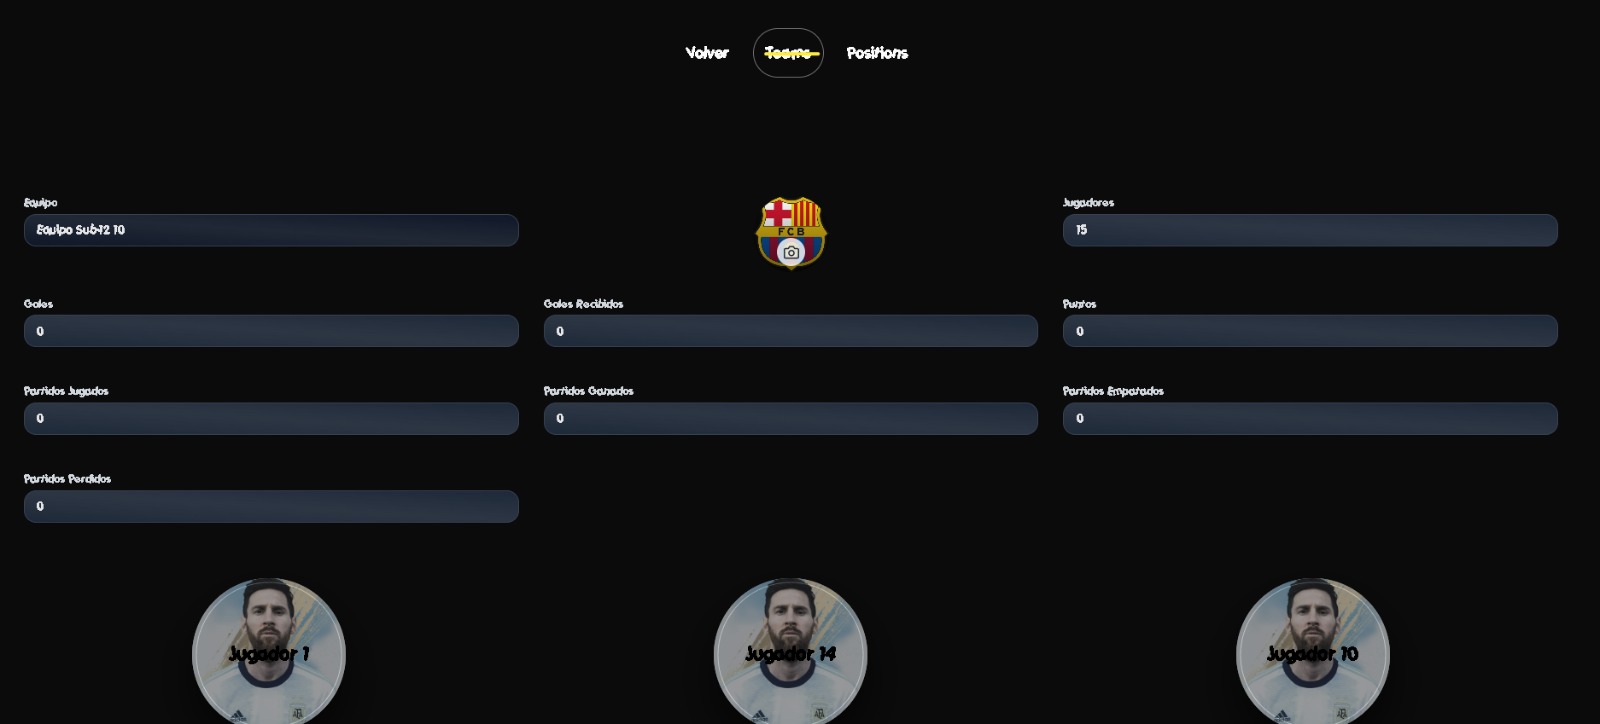 Volver Teams Positions
Equipo
Jugadores
Equipo Sub-12 10
FCB
15
Goles
Goles Recibidos
Puntos
0
0
0
Partidos Jugados
Partidos Ganados
Partidos Empatados
0
0
0
Partidos Perdidos
0
Jugador 1
Jugador 14
Jugador 10